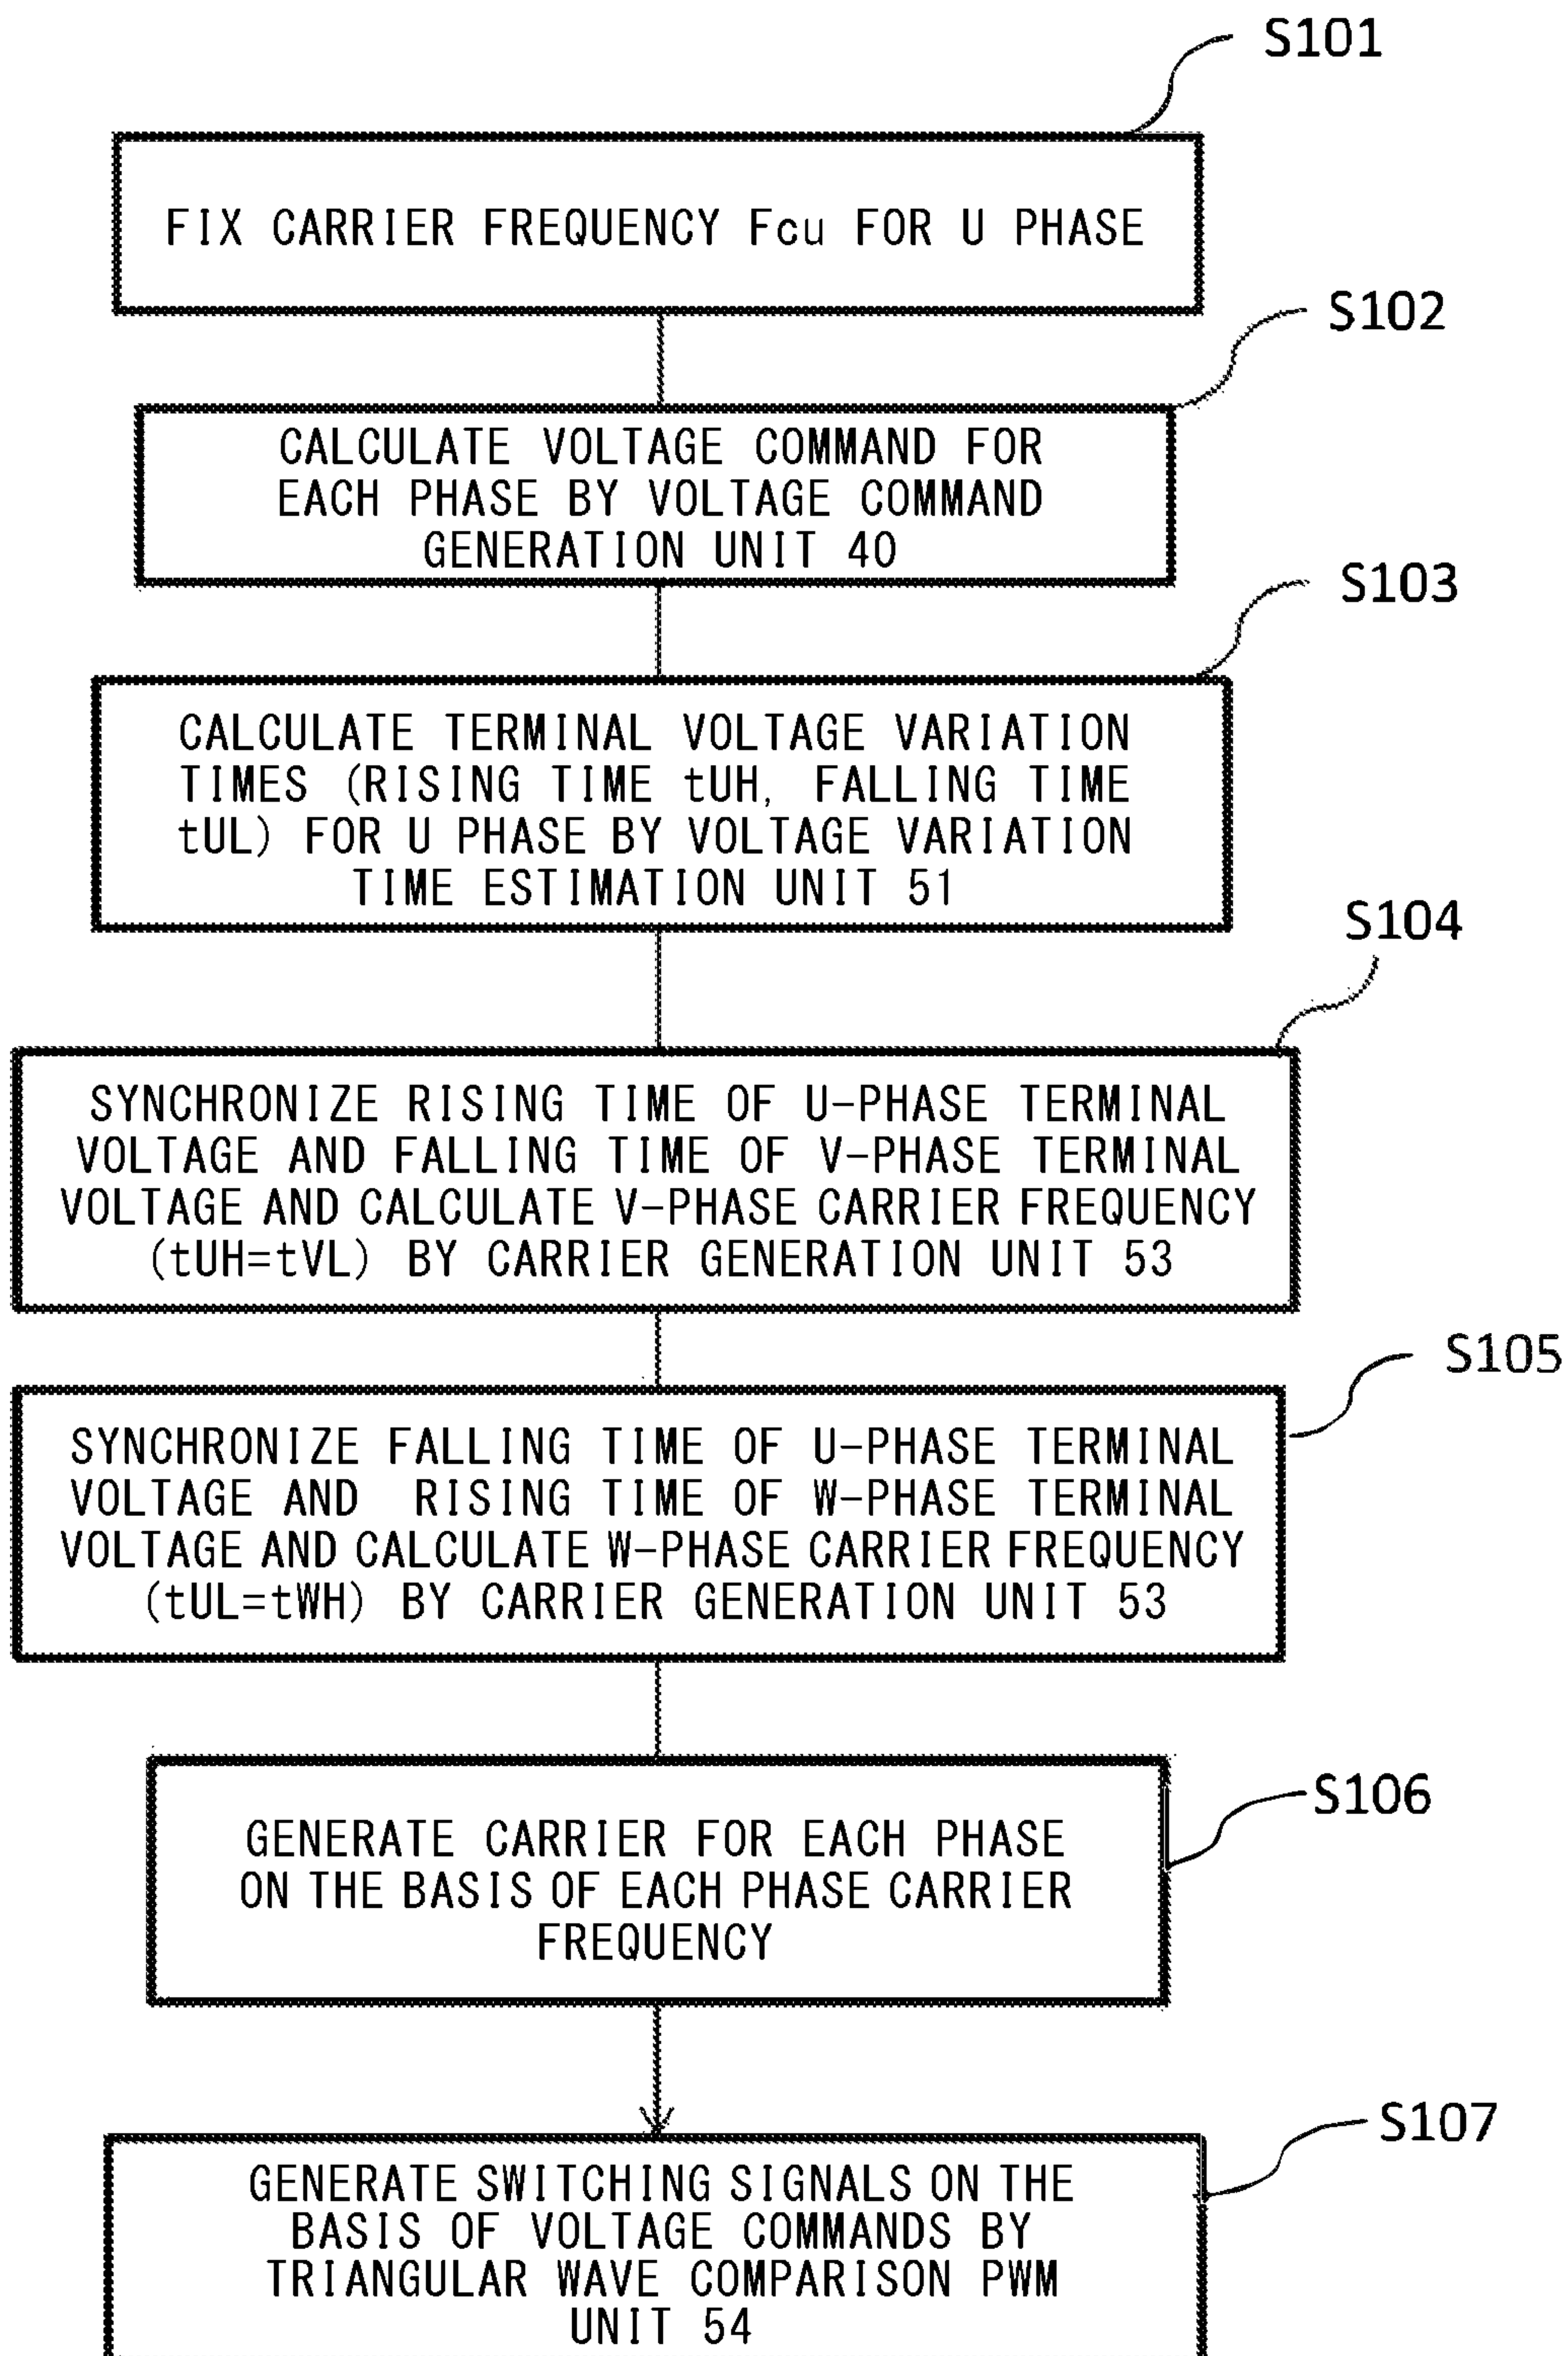 S101
FIX CARRIER FREQUENCY Fcu FOR U PHASE
S102
CALCULATE VOLTAGE COMMAND FOR
EACH PHASE BY VOLTAGE COMMAND
GENERATION UNIT 40
S103
CALCULATE TERMINAL VOLTAGE VARIATION
TIMES (RISING TIME tUH, FALLING TIME
tUL) FOR U PHASE BY VOLTAGE VARIATION
TIME ESTIMATION UNIT 51
S104
SYNCHRONIZE RISING TIME OF U-PHASE TERMINAL
VOLTAGE AND FALLING TIME OF V-PHASE TERMINAL
VOLTAGE AND CALCULATE V-PHASE CARRIER FREQUENCY
(tUH=tVL) BY CARRIER GENERATION UNIT 53
S105
SYNCHRONIZE FALLING TIME OF U-PHASE TERMINAL
VOLTAGE AND RISING TIME OF W-PHASE TERMINAL
VOLTAGE AND CALCULATE W-PHASE CARRIER FREQUENCY
(tUL=tWH) BY CARRIER GENERATION UNIT 53
S106
GENERATE CARRIER FOR EACH PHASE
ON THE BASIS OF EACH PHASE CARRIER
FREQUENCY
S107
GENERATE SWITCHING SIGNALS ON THE
BASIS OF VOLTAGE COMMANDS BY
TRIANGULAR WAVE COMPARISON PWM
UNIT 54